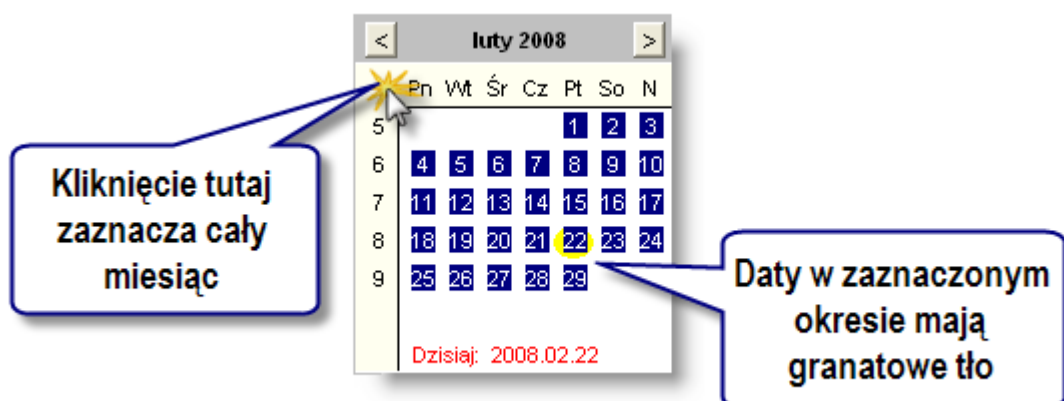 < luty 2008 >
Pn Wt Śr Cz Pt So N
5 1 2 3
6 4 5 6 7 8 9 10
7 11 12 13 14 15 16 17
8 18 19 20 21 22 23 24
9 25 26 27 28 29
Dzisiaj: 2008.02.22
Kliknięcie tutaj
zaznacza cały
miesiąc
Daty w zaznaczonym
okresie mają
granatowe tło